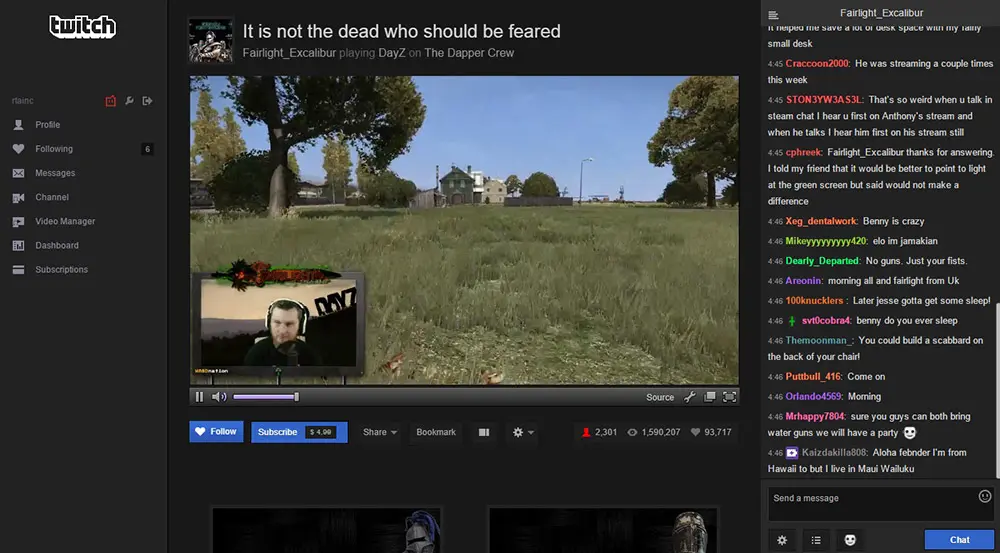 twitch
rtainc
Profile
Following
6
Messages
Channel
Video Manager
Dashboard
Subscriptions
It is not the dead who should be feared
Fairlight_Excalibur playing DayZ on The Dapper Crew
DAYZ
Source
Follow
Subscribe
$ 4.99
Share
Bookmark
2,301
1,590,207
93,717
Fairlight_Excalibur
It helped me save a lot of desk space with my fairly
small desk
4:45 Craccoon2000: He was streaming a couple times
this week
4:45 STON3YW3AS3L: That's so weird when u talk in
steam chat I hear u first on Anthony's stream and
when he talks I hear him first on his stream still
4:45 cphreek: Fairlight_Excalibur thanks for answering.
I told my friend that it would be better to point to light
at the green screen but said would not make a
difference
4:46 Xeg_dentalwork: Benny is crazy
4:46 Mikeyyyyyyyyy420: elo im jamakian
4:46 Dearly_Departed: No guns. Just your fists.
4:46 Areonin: morning all and fairlight from Uk
4:46 100knucklers : Later jesse gotta get some sleep!
4:46 svt0cobra4: benny do you ever sleep
4:46 Themoonman_: You could build a scabbard on
the back of your chair!
4:46 Puttbull_416: Come on
4:46 Orlando4569: Morning
4:46 Mrhappy7804: sure you guys can both bring
water guns we will have a party
4:46 Kaizdakilla808: Aloha febnder I'm from
Hawaii to but I live in Maui Wailuku
Send a message
Chat